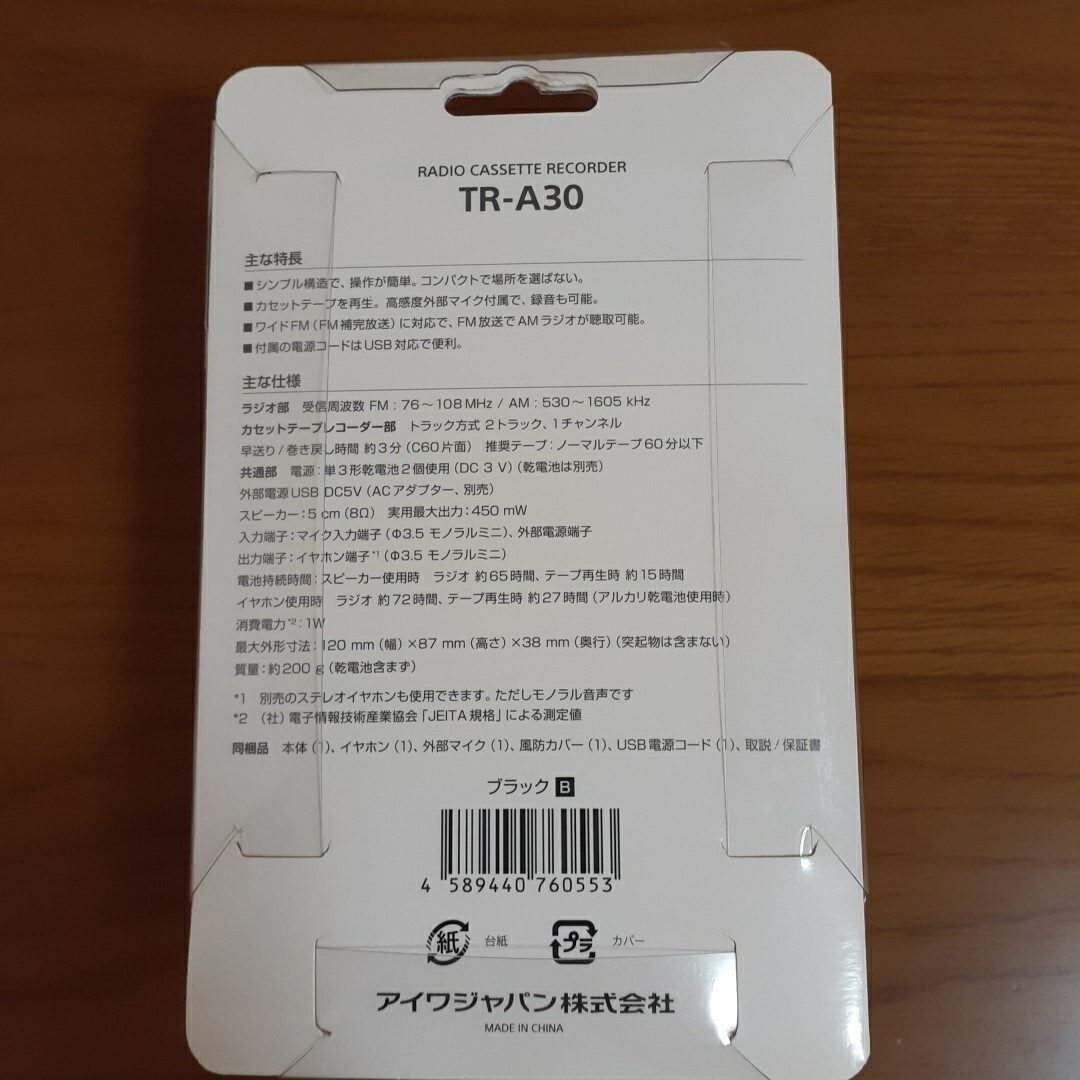 RADIO CASSETTE RECORDER
TR-A30
主な特長
■シンプル構造で、操作が簡単。コンパクトで場所を選ばない。
■カセットテープを再生。高感度外部マイク付属で、録音も可能。
■ワイドFM(FM補完放送)に対応で、FM放送でAMラジオが聴取可能。
■付属の電源コードはUSB対応で便利。
主な仕様
ラジオ部 受信周波数 FM : 76~108MHz / AM : 530~1605 kHz
カセットテープレコーダー部 トラック方式 2トラック、1チャンネル
早送り/巻き戻し時間 約3分(C60片面) 推奨テープ:ノーマルテープ60分以下
共通部 電源:単3形乾電池2個使用(DC 3 V)(乾電池は別売)
外部電源USB DC5V(ACアダプター、別売)
スピーカー:5 cm(8Ω) 実用最大出力:450 mW
入力端子:マイク入力端子(Φ3.5 モノラルミニ)、外部電源端子
出力端子:イヤホン端子*1(Φ3.5 モノラルミニ)
電池持続時間:スピーカー使用時 ラジオ 約65時間、テープ再生時 約15時間
イヤホン使用時 ラジオ 約72時間、テープ再生時 約27時間(アルカリ乾電池使用時)
消費電力*2:1W
最大外形寸法:120 mm(幅)×87 mm(高さ)×38 mm(奥行)(突起物は含まない)
質量:約200 g(乾電池含まず)
*1 別売のステレオイヤホンも使用できます。ただしモノラル音声です
*2 (社)電子情報技術産業協会「JEITA規格」による測定値
同梱品 本体(1)、イヤホン(1)、外部マイク(1)、風防カバー(1)、USB電源コード(1)、取説/保証書
ブラック B
4 589440 760553
紙 台紙 プラ カバー
アイワジャパン株式会社
MADE IN CHINA